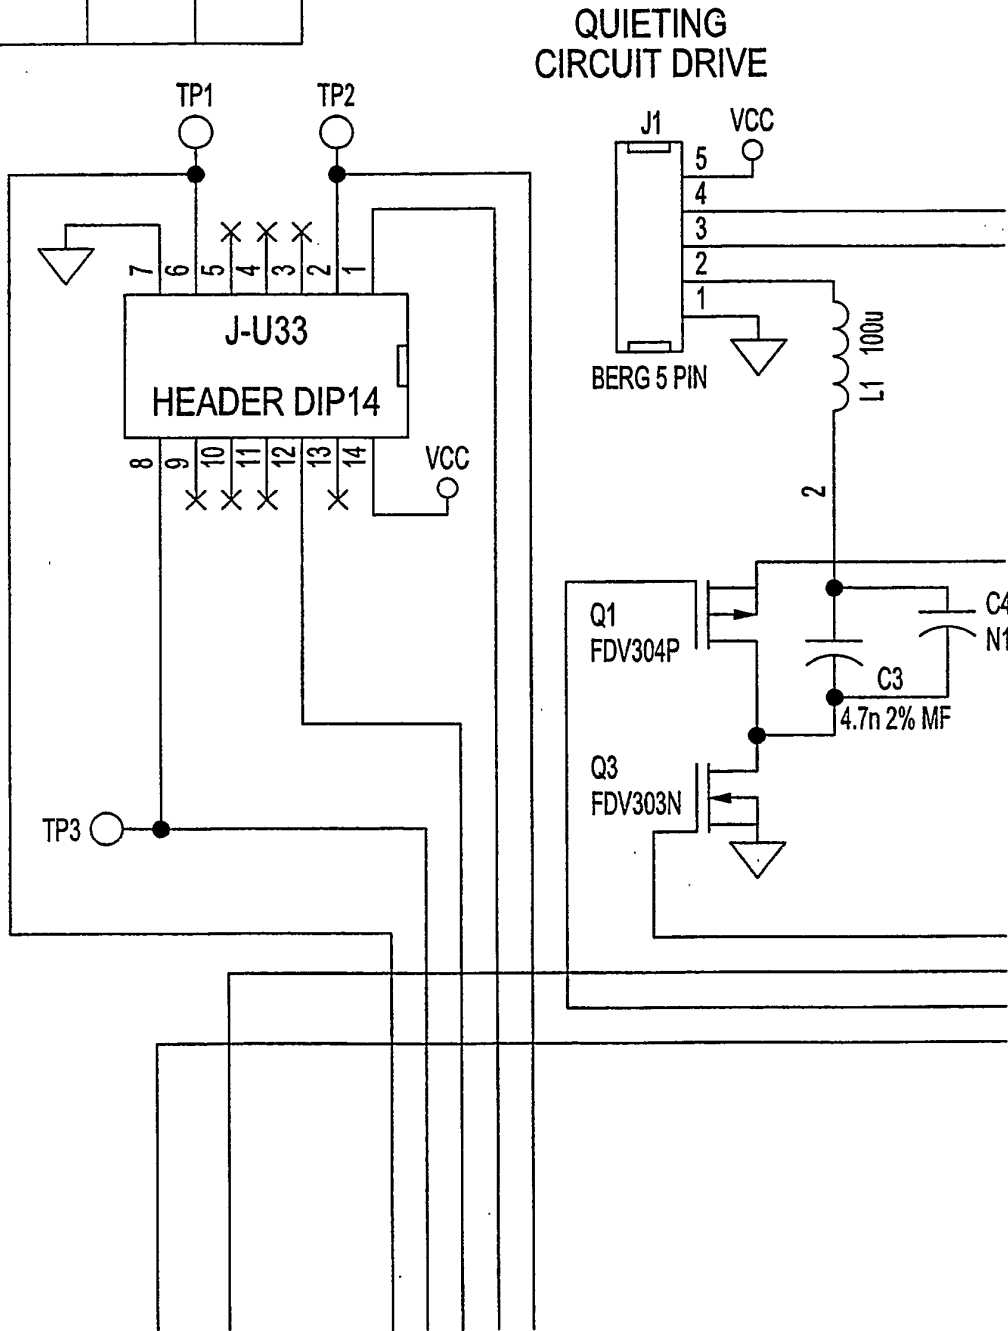 QUIETING
CIRCUIT DRIVE
TP1
TP2
J1
VCC
5
4
3
2
1
7
6
5
4
3
2
1
J-U33
HEADER DIP14
8
9
10
11
12
13
14
VCC
BERG 5 PIN
L1 100u
2
Q1
FDV304P
C4
N1
C3
4.7n 2% MF
Q3
FDV303N
TP3